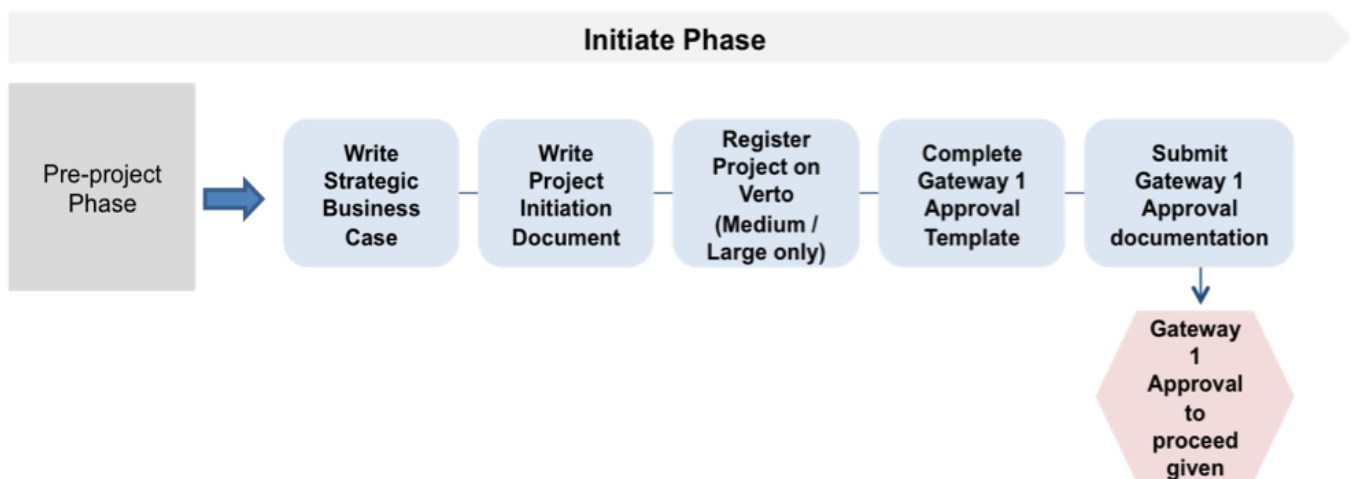 Initiate Phase
Pre-project
Phase
Write
Strategic
Business
Case
Write
Project
Initiation
Document
Register
Project on
Verto
(Medium /
Large only)
Complete
Gateway 1
Approval
Template
Submit
Gateway 1
Approval
documentation
Gateway
1
Approval
to
proceed
given